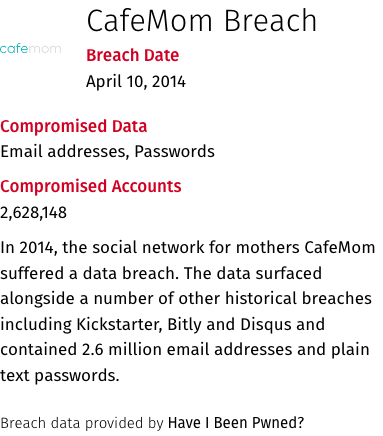 CafeMom Breach
cafemom
Breach Date
April 10, 2014
Compromised Data
Email addresses, Passwords
Compromised Accounts
2,628,148
In 2014, the social network for mothers CafeMom
suffered a data breach. The data surfaced
alongside a number of other historical breaches
including Kickstarter, Bitly and Disqus and
contained 2.6 million email addresses and plain
text passwords.
Breach data provided by Have I Been Pwned?